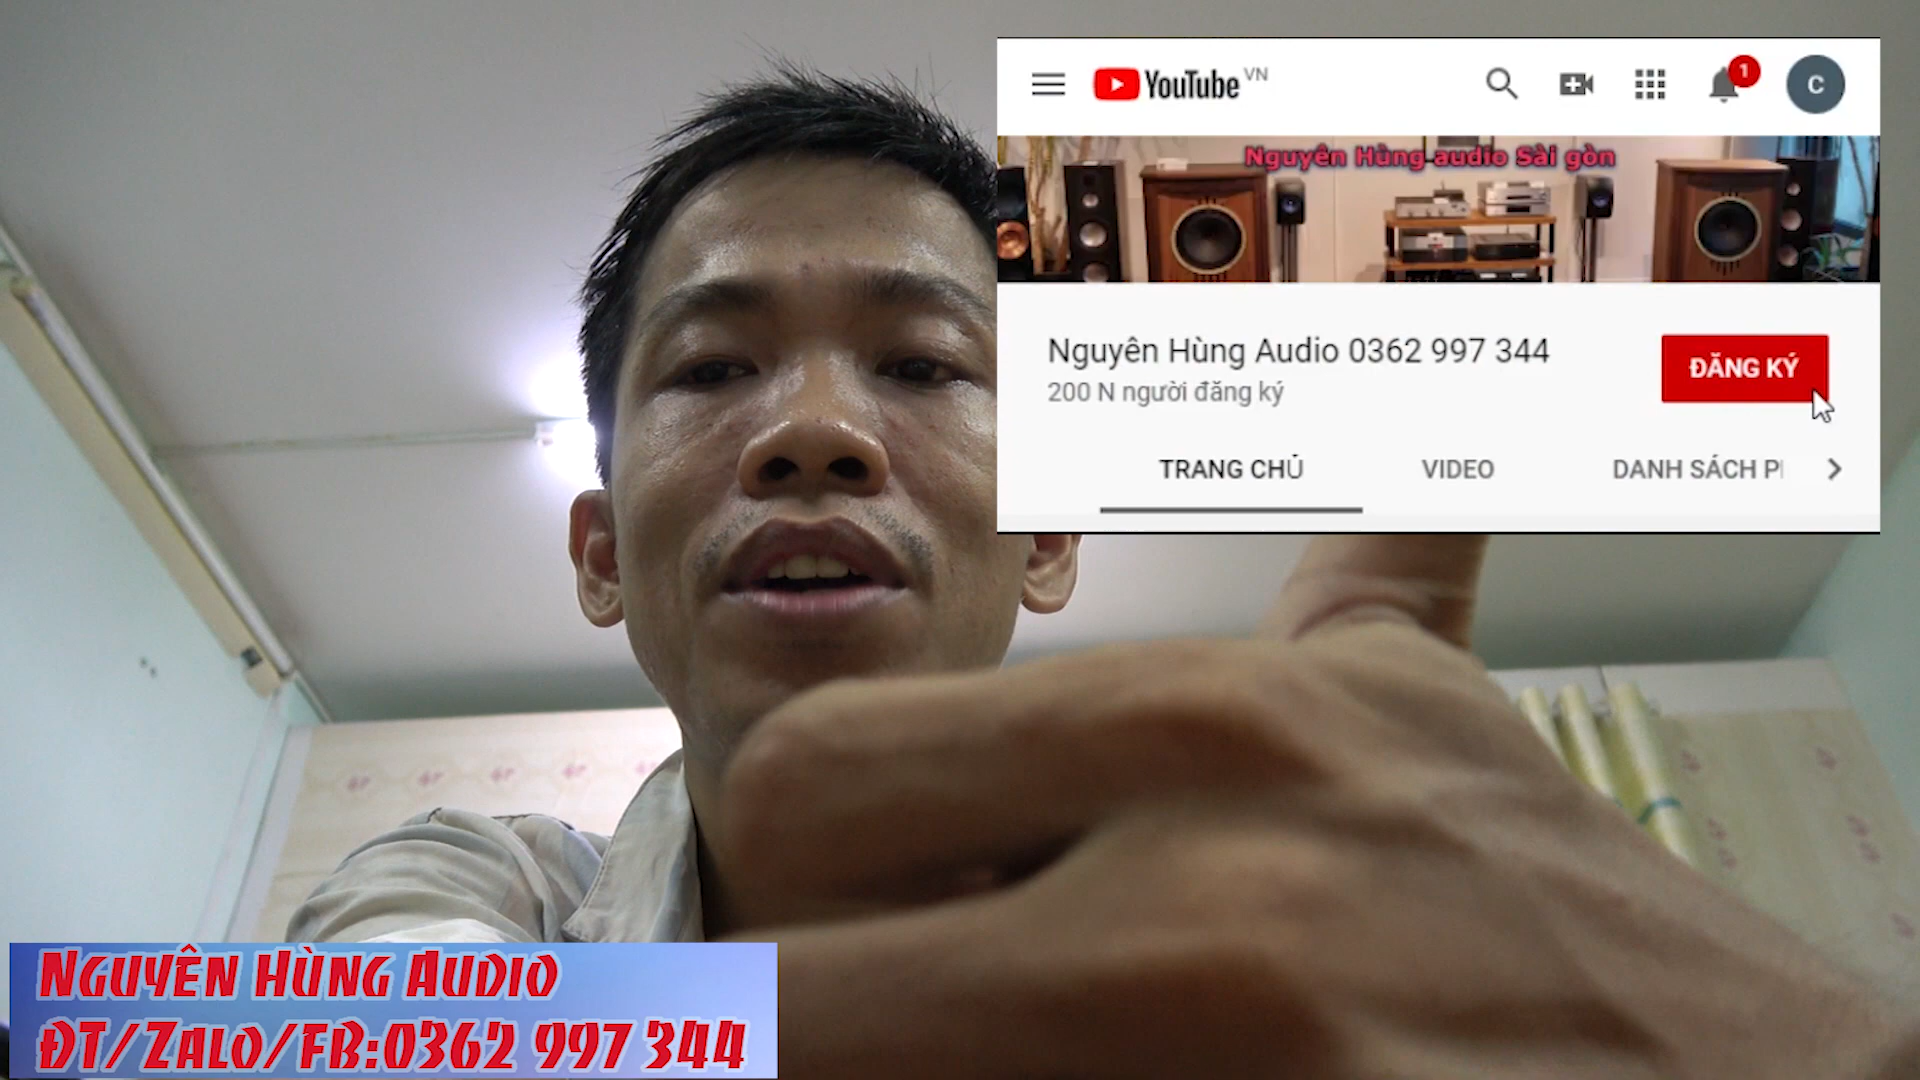 YouTube VN
1
C
Nguyên Hùng audio Sài gòn
Nguyên Hùng Audio 0362 997 344
200 N người đăng ký
ĐĂNG KÝ
TRANG CHỦ VIDEO DANH SÁCH
Nguyên Hùng Audio
ĐT/Zalo/FB:0362 997 344